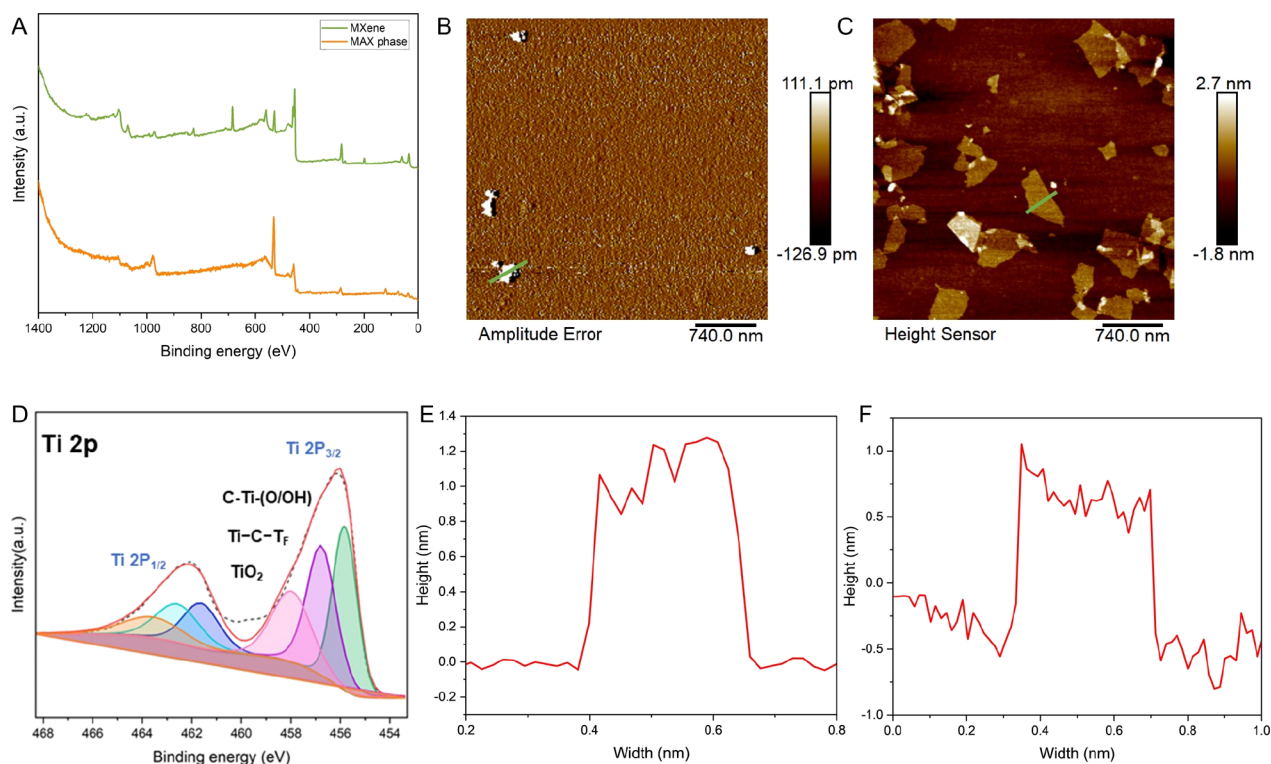 A
MXene
MAX phase
Intensity (a.u.)
1400
1200
1000
800
600
400
200
0
Binding energy (eV)
B
111.1 pm
-126.9 pm
Amplitude Error
740.0 nm
C
2.7 nm
-1.8 nm
Height Sensor
740.0 nm
D
Ti 2p
Ti 2P3/2
C-Ti-(O/OH)
Ti−C−TF
Ti 2P1/2
TiO2
Intensity(a.u.)
468
466
464
462
460
458
456
454
Binding energy (eV)
E
1.4
1.2
1.0
0.8
0.6
0.4
0.2
0.0
-0.2
Height (nm)
0.2
0.4
0.6
0.8
Width (nm)
F
1.0
0.5
0.0
-0.5
-1.0
Height (nm)
0.0
0.2
0.4
0.6
0.8
1.0
Width (nm)